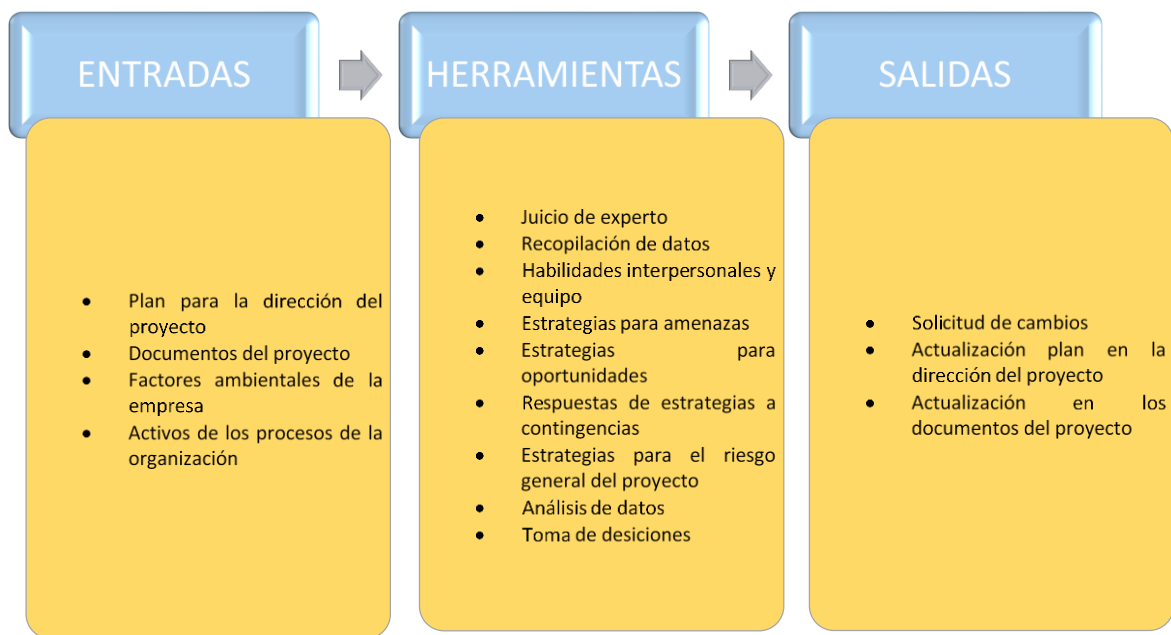 ENTRADAS
HERRAMIENTAS
SALIDAS
• Plan para la dirección del
proyecto
• Documentos del proyecto
• Factores ambientales de la
empresa
• Activos de los procesos de la
organización
• Juicio de experto
• Recopilación de datos
• Habilidades interpersonales y
equipo
• Estrategias para amenazas
• Estrategias para
oportunidades
• Respuestas de estrategias a
contingencias
• Estrategias para el riesgo
general del proyecto
• Análisis de datos
• Toma de desiciones
• Solicitud de cambios
• Actualización plan en la
dirección del proyecto
• Actualización en los
documentos del proyecto